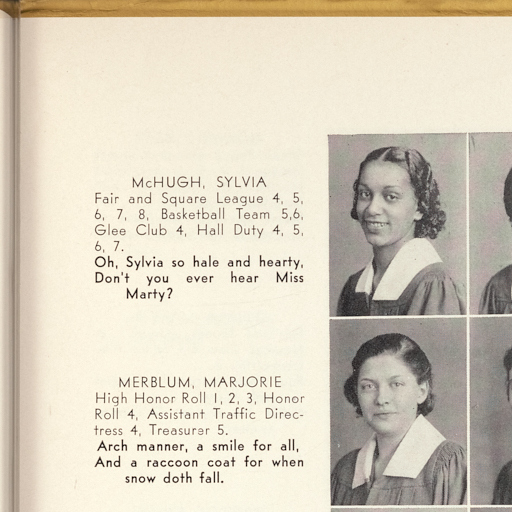 McHUGH, SYLVIA
Fair and Square League 4, 5,
6, 7, 8, Basketball Team 5,6,
Glee Club 4, Hall Duty 4, 5,
6, 7.
Oh, Sylvia so hale and hearty,
Don't you ever hear Miss
Marty?
MERBLUM, MARJORIE
High Honor Roll 1, 2, 3, Honor
Roll 4, Assistant Traffic Direc-
tress 4, Treasurer 5.
Arch manner, a smile for all,
And a raccoon coat for when
snow doth fall.